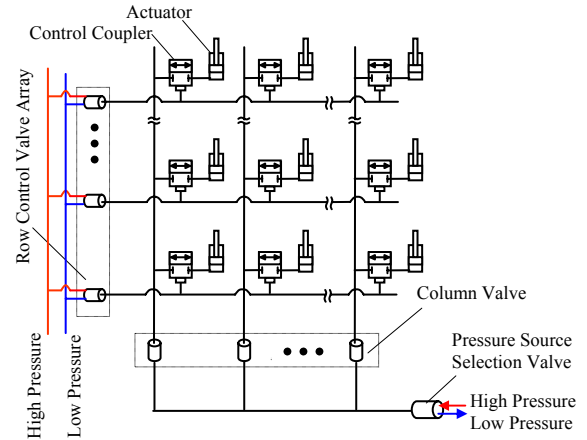 Actuator
Control Coupler
Row Control Valve Array
Column Valve
Pressure Source
Selection Valve
High Pressure
Low Pressure
High Pressure
Low Pressure